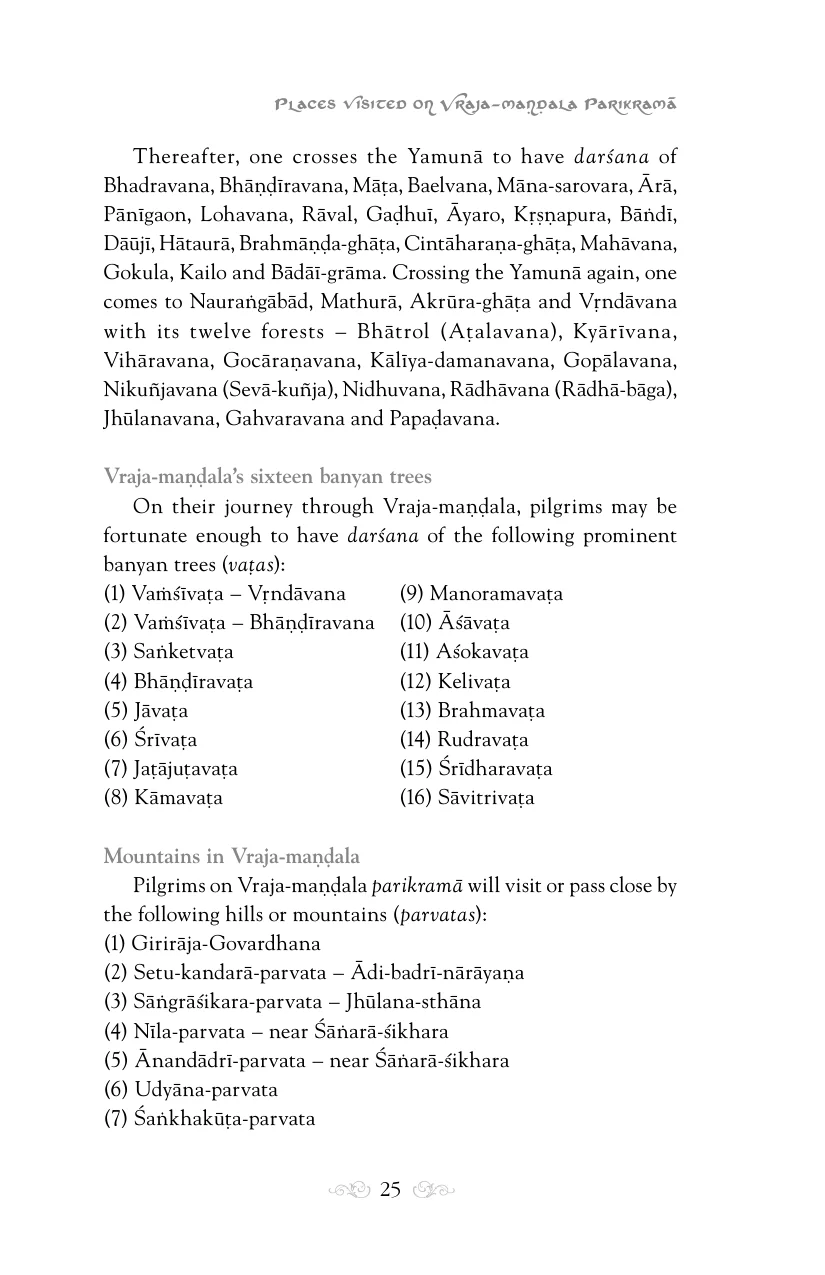 Places Visited on Vraja-maṇḍala Parikramā
Thereafter, one crosses the Yamunā to have darśana of
Bhadravana, Bhāṇḍīravana, Māṭa, Baelvana, Māna-sarovara, Ārā,
Pānīgaon, Lohavana, Rāval, Gaḍhuī, Āyaro, Kṛṣṇapura, Bāṅdī,
Dāūjī, Hātaurā, Brahmāṇḍa-ghāṭa, Cintāharaṇa-ghāṭa, Mahāvana,
Gokula, Kailo and Bādāī-grāma. Crossing the Yamunā again, one
comes to Nauraṅgābād, Mathurā, Akrūra-ghāṭa and Vṛndāvana
with its twelve forests – Bhātrol (Aṭalavana), Kyārīvana,
Vihāravana, Gocāraṇavana, Kālīya-damanavana, Gopālavana,
Nikuñjavana (Sevā-kuñja), Nidhuvana, Rādhāvana (Rādhā-bāga),
Jhūlanavana, Gahvaravana and Papaḍavana.
Vraja-maṇḍala's sixteen banyan trees
On their journey through Vraja-maṇḍala, pilgrims may be
fortunate enough to have darśana of the following prominent
banyan trees (vaṭas):
(1) Vaṁśīvaṭa – Vṛndāvana
(2) Vaṁśīvaṭa – Bhāṇḍīravana
(3) Saṅketvaṭa
(4) Bhāṇḍīravaṭa
(5) Jāvaṭa
(6) Śrīvaṭa
(7) Jaṭājuṭavaṭa
(8) Kāmavaṭa
(9) Manoramavaṭa
(10) Āśāvaṭa
(11) Aśokavaṭa
(12) Kelivaṭa
(13) Brahmavaṭa
(14) Rudravaṭa
(15) Śrīdharavaṭa
(16) Sāvitrivaṭa
Mountains in Vraja-maṇḍala
Pilgrims on Vraja-maṇḍala parikramā will visit or pass close by
the following hills or mountains (parvatas):
(1) Girirāja-Govardhana
(2) Setu-kandarā-parvata – Ādi-badrī-nārāyaṇa
(3) Sāṅgrāśikara-parvata – Jhūlana-sthāna
(4) Nīla-parvata – near Śāṅarā-śikhara
(5) Ānandādrī-parvata – near Śāṅarā-śikhara
(6) Udyāna-parvata
(7) Śaṅkhakūṭa-parvata
25